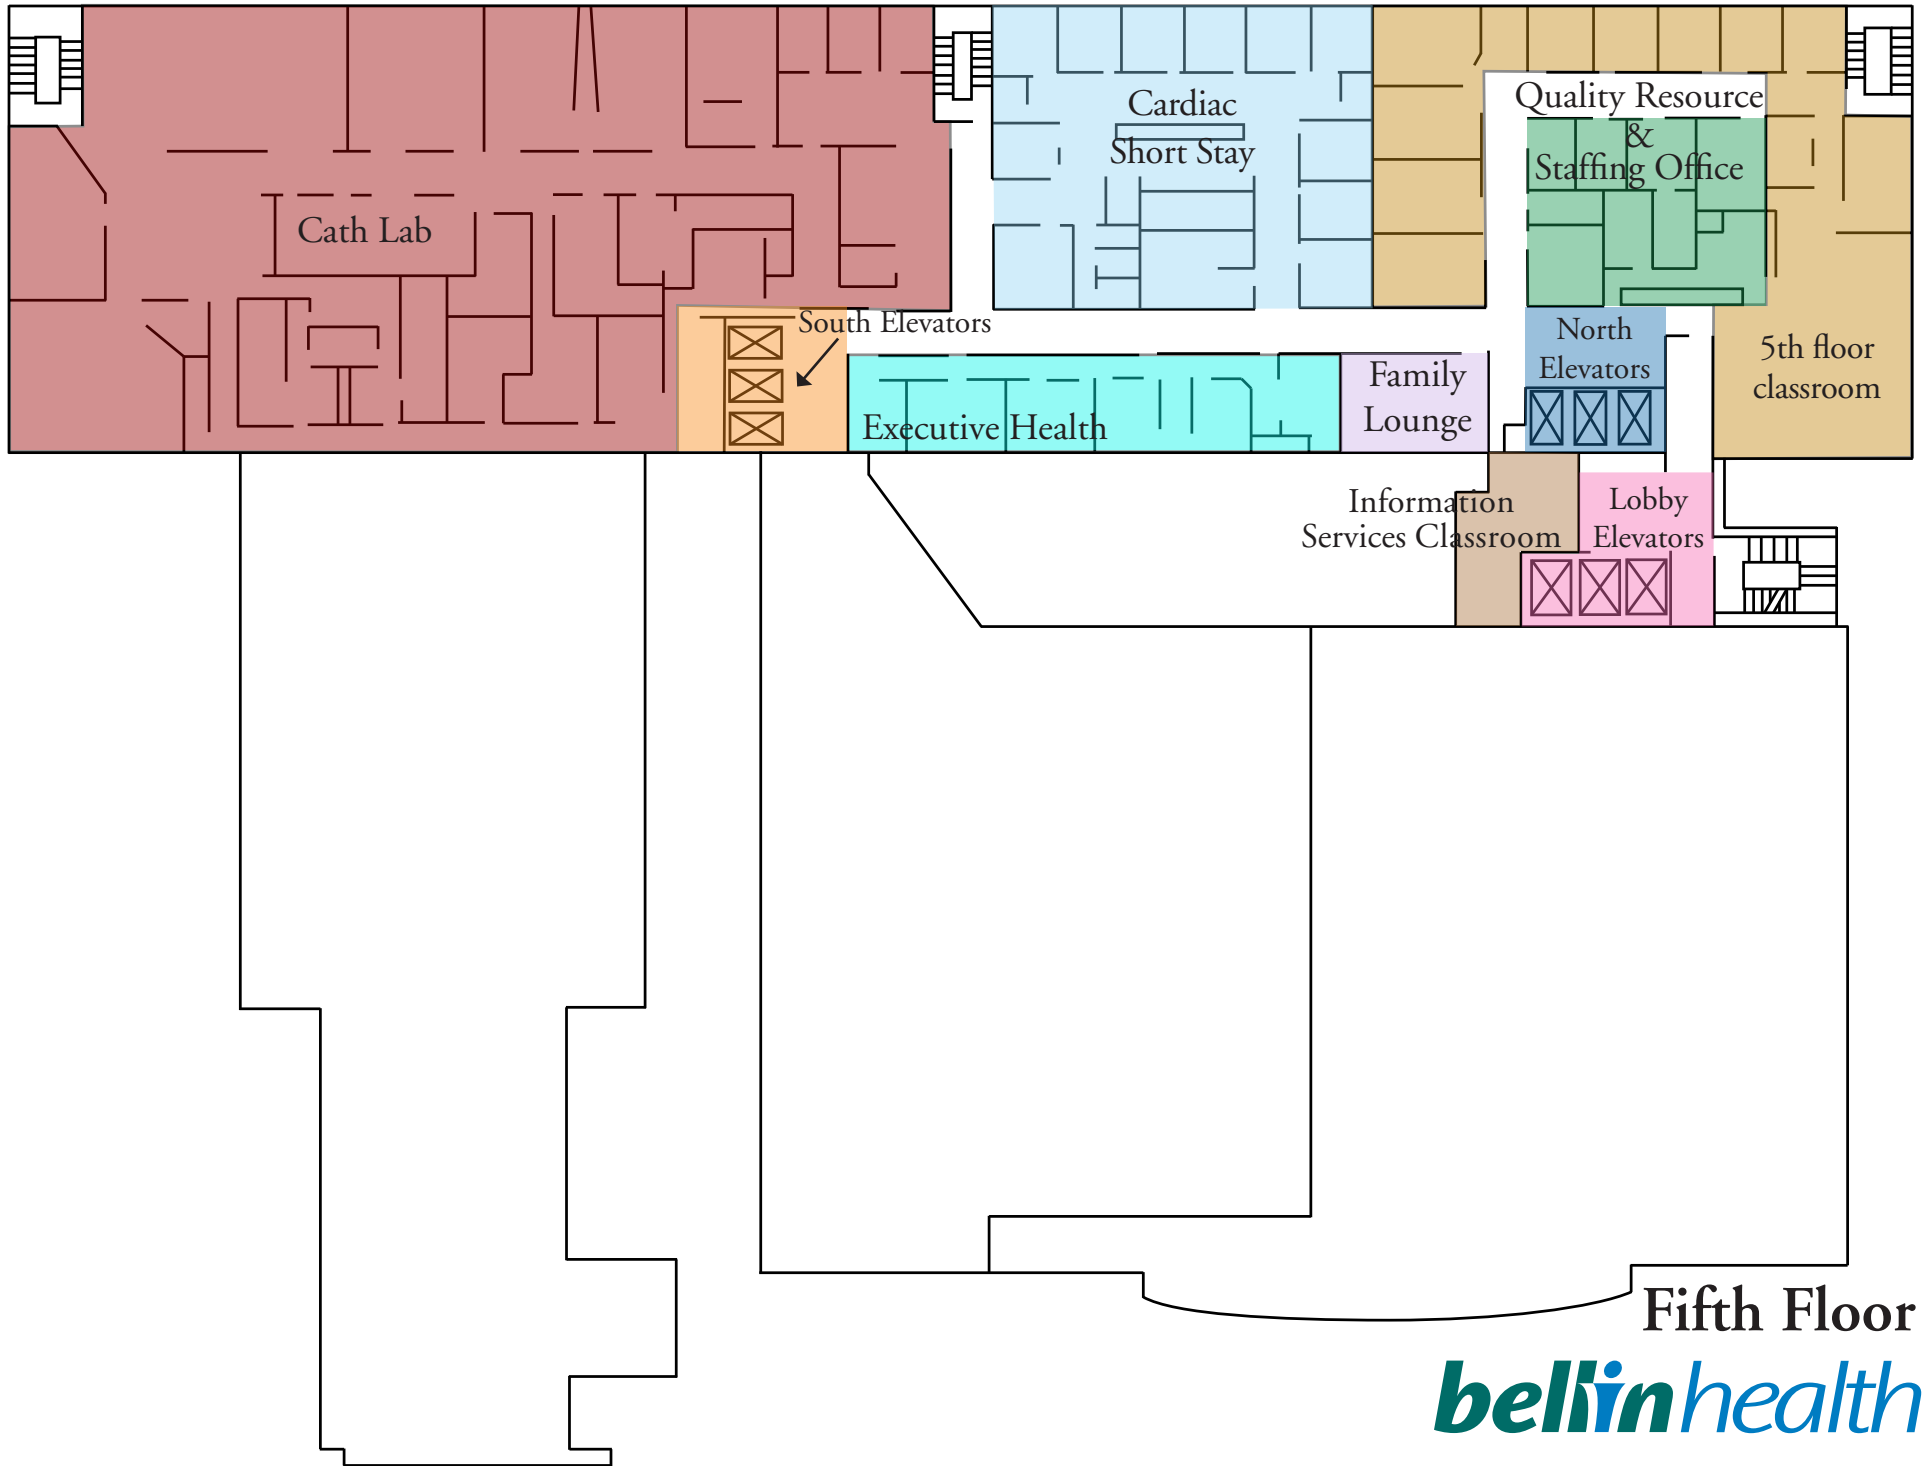 Cardiac
Short Stay
Quality Resource
&
Staffing Office
Cath Lab
South Elevators
North
Elevators
5th floor
classroom
Family
Lounge
Executive Health
Information
Services Classroom
Lobby
Elevators
Fifth Floor
bellinhealth